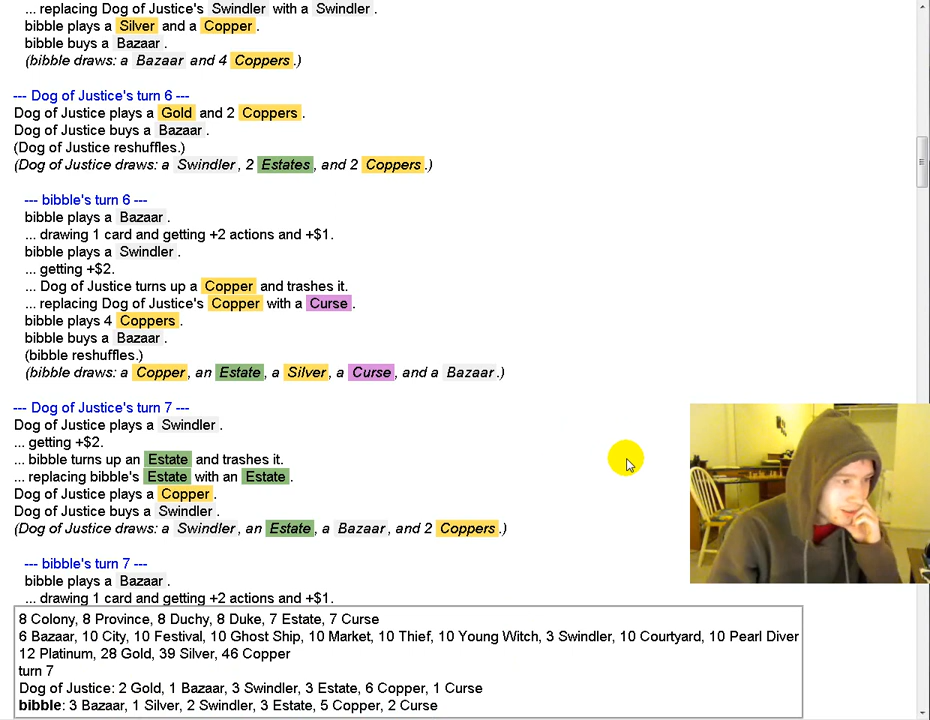 ... replacing Dog of Justice's Swindler with a Swindler .
bibble plays a Silver and a Copper .
bibble buys a Bazaar .
(bibble draws: a Bazaar and 4 Coppers .)
--- Dog of Justice's turn 6 ---
Dog of Justice plays a Gold and 2 Coppers .
Dog of Justice buys a Bazaar .
(Dog of Justice reshuffles.)
(Dog of Justice draws: a Swindler , 2 Estates , and 2 Coppers .)
--- bibble's turn 6 ---
bibble plays a Bazaar .
... drawing 1 card and getting +2 actions and +$1.
bibble plays a Swindler .
... getting +$2.
... Dog of Justice turns up a Copper and trashes it.
... replacing Dog of Justice's Copper with a Curse .
bibble plays 4 Coppers .
bibble buys a Bazaar .
(bibble reshuffles.)
(bibble draws: a Copper , an Estate , a Silver , a Curse , and a Bazaar .)
--- Dog of Justice's turn 7 ---
Dog of Justice plays a Swindler .
... getting +$2.
... bibble turns up an Estate and trashes it.
... replacing bibble's Estate with an Estate .
Dog of Justice plays a Copper .
Dog of Justice buys a Swindler .
(Dog of Justice draws: a Swindler , an Estate , a Bazaar , and 2 Coppers .)
--- bibble's turn 7 ---
bibble plays a Bazaar .
... drawing 1 card and getting +2 actions and +$1.
8 Colony, 8 Province, 8 Duchy, 8 Duke, 7 Estate, 7 Curse
6 Bazaar, 10 City, 10 Festival, 10 Ghost Ship, 10 Market, 10 Thief, 10 Young Witch, 3 Swindler, 10 Courtyard, 10 Pearl Diver
12 Platinum, 28 Gold, 39 Silver, 46 Copper
turn 7
Dog of Justice: 2 Gold, 1 Bazaar, 3 Swindler, 3 Estate, 6 Copper, 1 Curse
bibble: 3 Bazaar, 1 Silver, 2 Swindler, 3 Estate, 5 Copper, 2 Curse